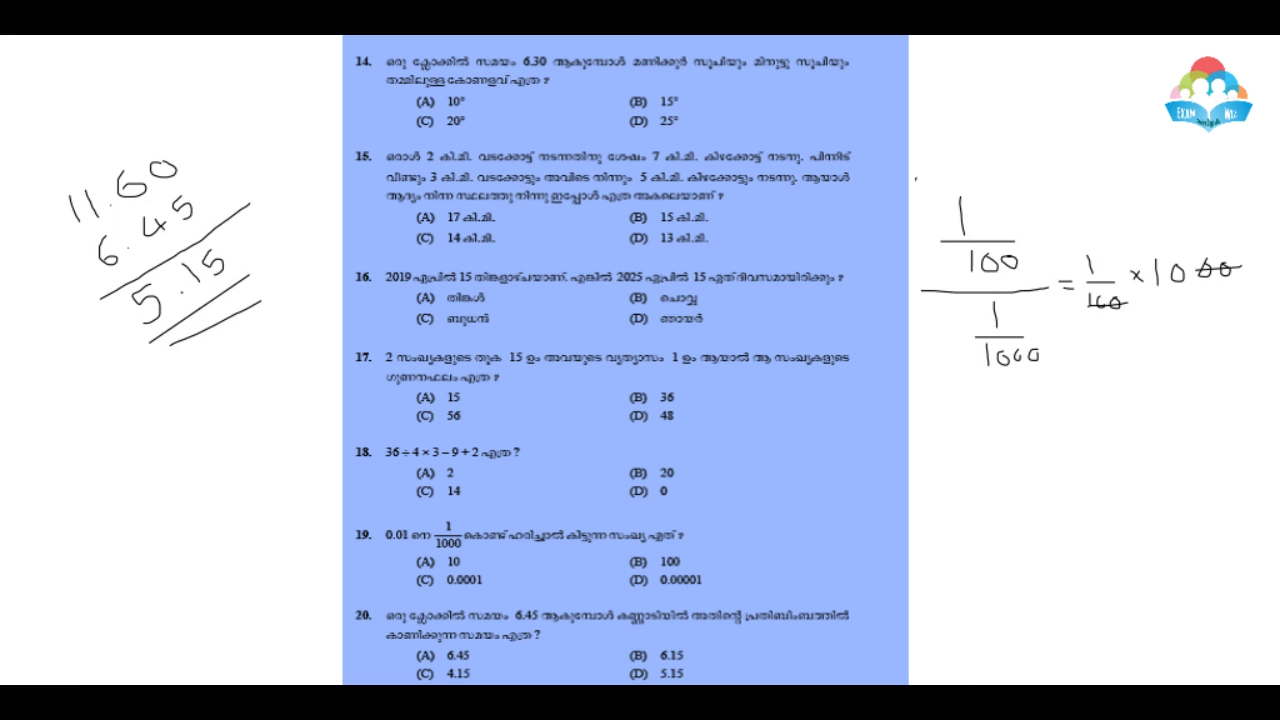 14. ഒരു ക്ലോക്കിൽ സമയം 6.30 ആകുമ്പോൾ മണിക്കൂർ സൂചിയും മിനുട്ടു സൂചിയും
തമ്മിലുള്ള കോണളവ് എത്ര ?
(A) 10° (B) 15°
(C) 20° (D) 25°
15. ഒരാൾ 2 കി.മി. വടക്കോട്ട് നടന്നതിനു ശേഷം 7 കി.മി. കിഴക്കോട്ട് നടന്നു. പിന്നീട്
വീണ്ടും 3 കി.മി. വടക്കോട്ടും അവിടെ നിന്നും 5 കി.മി. കിഴക്കോട്ടും നടന്നു. ആയാൾ
ആദ്യം നിന്ന സ്ഥലത്തു നിന്നു ഇപ്പോൾ എത്ര അകലെയാണ് ?
(A) 17 കി.മി. (B) 15 കി.മി.
(C) 14 കി.മി. (D) 13 കി.മി.
16. 2019 ഏപ്രിൽ 15 തിങ്കളാഴ്ചയാണ്. എങ്കിൽ 2025 ഏപ്രിൽ 15 ഏത് ദിവസമായിരിക്കും ?
(A) തിങ്കൾ (B) ചൊവ്വ
(C) ബുധൻ (D) ഞായർ
17. 2 സംഖ്യകളുടെ തുക 15 ഉം അവയുടെ വ്യത്യാസം 1 ഉം ആയാൽ ആ സംഖ്യകളുടെ
ഗുണനഫലം എത്ര ?
(A) 15 (B) 36
(C) 56 (D) 48
18. 36 ÷ 4 × 3 – 9 + 2 എത്ര ?
(A) 2 (B) 20
(C) 14 (D) 0
19. 0.01 നെ 1/1000 കൊണ്ട് ഹരിച്ചാൽ കിട്ടുന്ന സംഖ്യ ഏത് ?
(A) 10 (B) 100
(C) 0.0001 (D) 0.00001
20. ഒരു ക്ലോക്കിൽ സമയം 6.45 ആകുമ്പോൾ കണ്ണാടിയിൽ അതിന്റെ പ്രതിബിംബത്തിൽ
കാണിക്കുന്ന സമയം എത്ര ?
(A) 6.45 (B) 6.15
(C) 4.15 (D) 5.15
11.60
6.45
5.15
1
100
1
1000
= 1/100 × 1000
EXAM WIZ